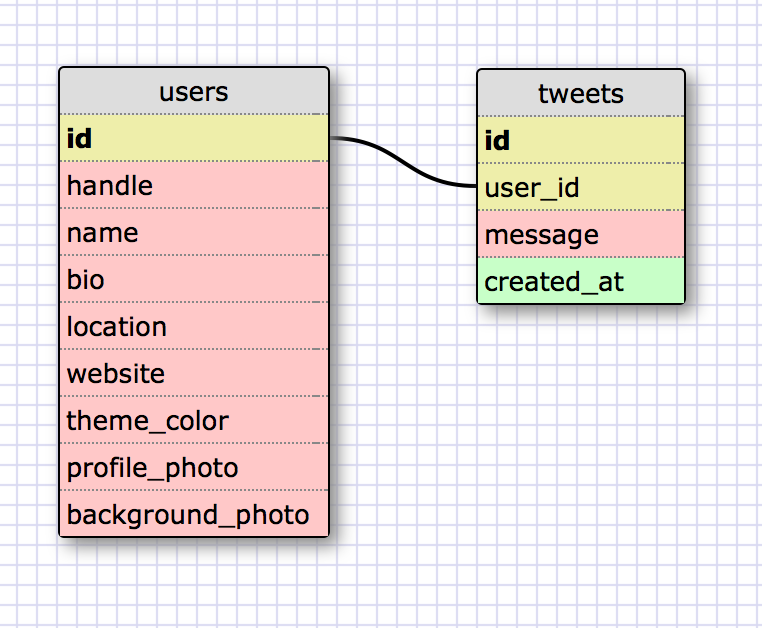 users
id
handle
name
bio
location
website
theme_color
profile_photo
background_photo
tweets
id
user_id
message
created_at